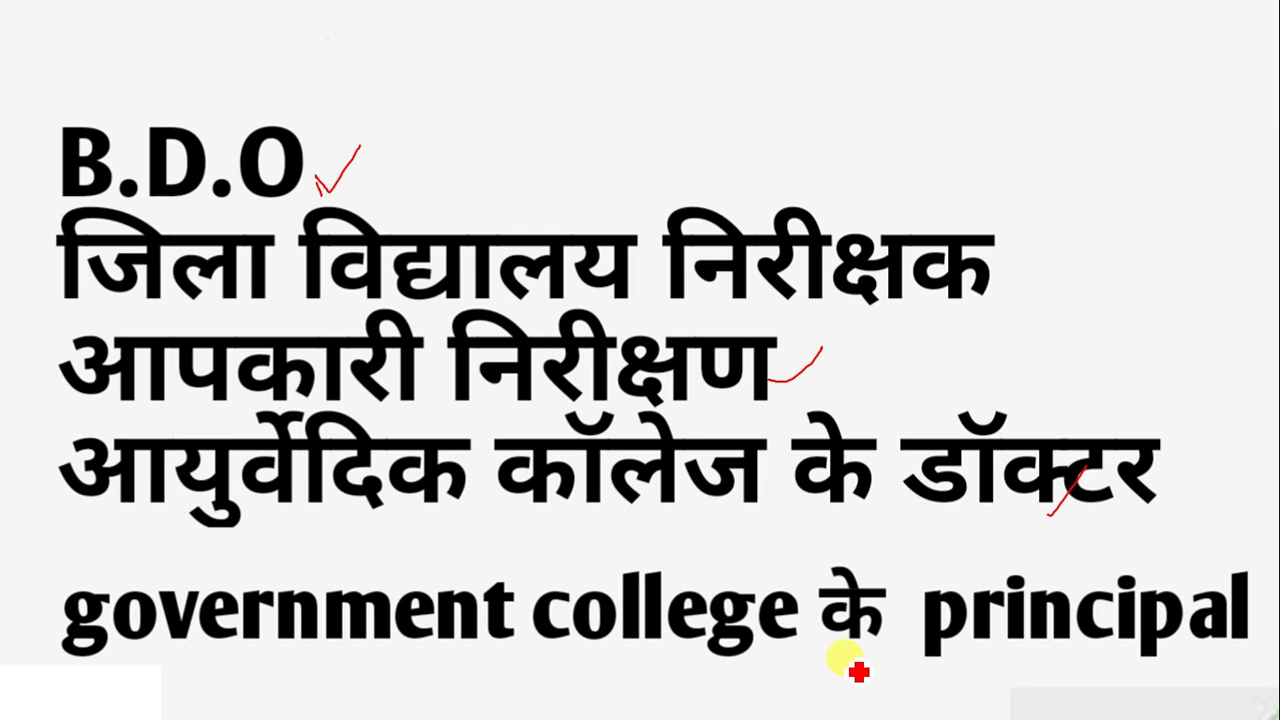 B.D.O
जिला विद्यालय निरीक्षक
आपकारी निरीक्षण
आयुर्वेदिक कॉलेज के डॉक्टर
government college के principal